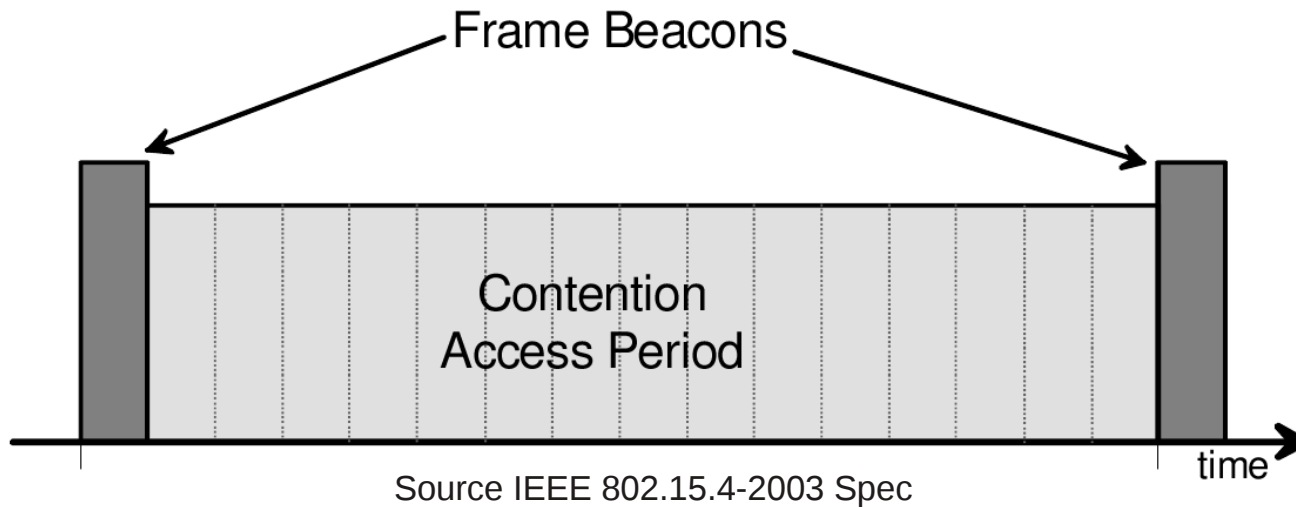 Frame Beacons
Contention
Access Period
time
Source IEEE 802.15.4-2003 Spec